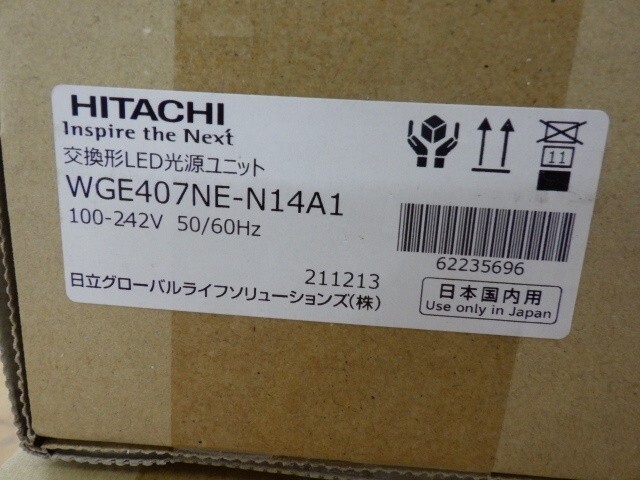 HITACHI
Inspire the Next
交換形LED光源ユニット
WGE407NE-N14A1
100-242V 50/60Hz
11
62235696
211213
日立グローバルライフソリューションズ(株)
日本国内用
Use only in Japan